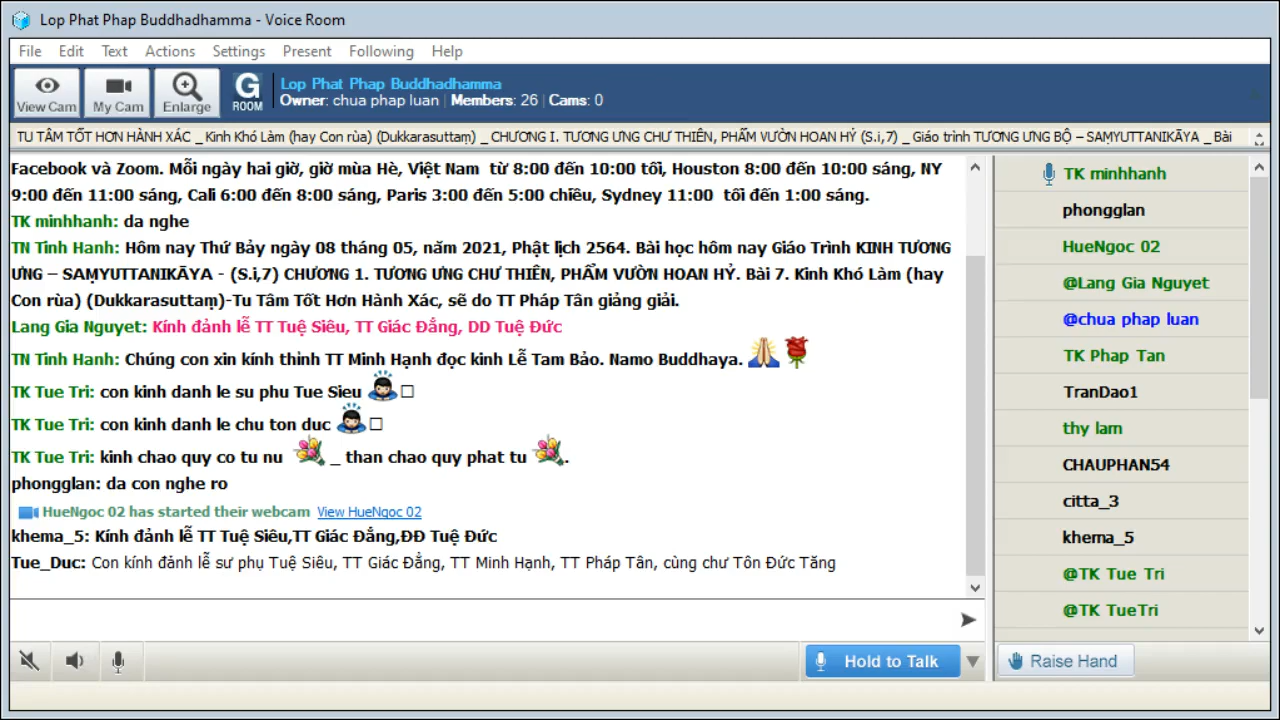 Lop Phat Phap Buddhadhamma - Voice Room
File Edit Text Actions Settings Present Following Help
View Cam My Cam Enlarge G ROOM Lop Phat Phap Buddhadhamma
Owner: chua phap luan | Members: 26 | Cams: 0
TU TÂM TỐT HƠN HÀNH XÁC _ Kinh Khó Làm (hay Con rùa) (Dukkarasuttaṃ) _ CHƯƠNG I. TƯƠNG ƯNG CHƯ THIÊN, PHẨM VƯỜN HOAN HỶ (S.i,7) _ Giáo trình TƯƠNG ƯNG BỘ – SAṂYUTTANIKĀYA _ Bài
Facebook và Zoom. Mỗi ngày hai giờ, giờ mùa Hè, Việt Nam từ 8:00 đến 10:00 tối, Houston 8:00 đến 10:00 sáng, NY
9:00 đến 11:00 sáng, Cali 6:00 đến 8:00 sáng, Paris 3:00 đến 5:00 chiều, Sydney 11:00 tối đến 1:00 sáng.
TK minhhanh: da nghe
TN Tinh Hanh: Hôm nay Thứ Bảy ngày 08 tháng 05, năm 2021, Phật lịch 2564. Bài học hôm nay Giáo Trình KINH TƯƠNG
ƯNG – SAṂYUTTANIKĀYA - (S.i,7) CHƯƠNG 1. TƯƠNG ƯNG CHƯ THIÊN, PHẨM VƯỜN HOAN HỶ. Bài 7. Kinh Khó Làm (hay
Con rùa) (Dukkarasuttaṃ)-Tu Tâm Tốt Hơn Hành Xác, sẽ do TT Pháp Tân giảng giải.
Lang Gia Nguyet: Kính đảnh lễ TT Tuệ Siêu, TT Giác Đẳng, DD Tuệ Đức
TN Tinh Hanh: Chúng con xin kính thỉnh TT Minh Hạnh đọc kinh Lễ Tam Bảo. Namo Buddhaya.
TK Tue Tri: con kinh danh le su phu Tue Sieu
TK Tue Tri: con kinh danh le chu ton duc
TK Tue Tri: kinh chao quy co tu nu _ than chao quy phat tu .
phongglan: da con nghe ro
HueNgoc 02 has started their webcam View HueNgoc 02
khema_5: Kính đảnh lễ TT Tuệ Siêu,TT Giác Đẳng,ĐĐ Tuệ Đức
Tue_Duc: Con kính đảnh lễ sư phụ Tuệ Siêu, TT Giác Đẳng, TT Minh Hạnh, TT Pháp Tân, cùng chư Tôn Đức Tăng
Hold to Talk
TK minhhanh
phongglan
HueNgoc 02
@Lang Gia Nguyet
@chua phap luan
TK Phap Tan
TranDao1
thy lam
CHAUPHAN54
citta_3
khema_5
@TK Tue Tri
@TK TueTri
Raise Hand